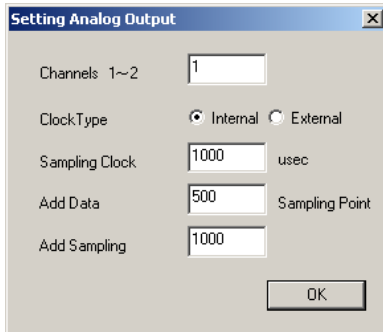 Setting Analog Output
Channels 1~2 1
ClockType Internal External
Sampling Clock 1000 usec
Add Data 500 Sampling Point
Add Sampling 1000
OK